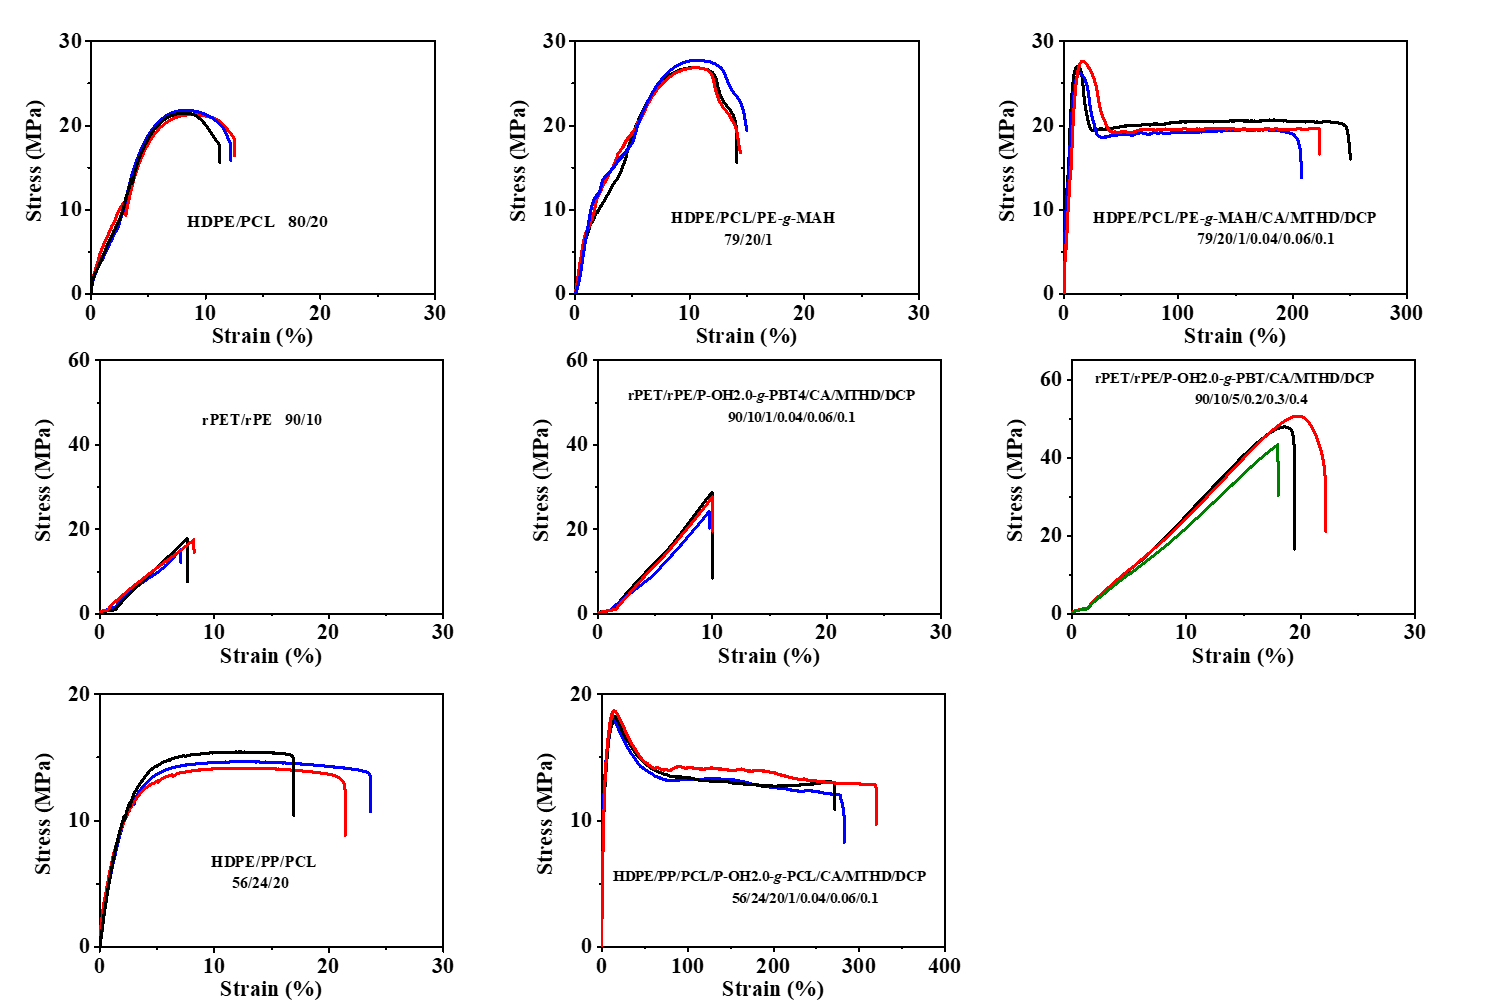 30
20
10
0
Stress (MPa)
HDPE/PCL 80/20
0 10 20 30
Strain (%)
30
20
10
0
Stress (MPa)
HDPE/PCL/PE-g-MAH
79/20/1
0 10 20 30
Strain (%)
30
20
10
0
Stress (MPa)
HDPE/PCL/PE-g-MAH/CA/MTHD/DCP
79/20/1/0.04/0.06/0.1
0 100 200 300
Strain (%)
60
40
20
0
Stress (MPa)
rPET/rPE 90/10
0 10 20 30
Strain (%)
60
40
20
0
Stress (MPa)
rPET/rPE/P-OH2.0-g-PBT4/CA/MTHD/DCP
90/10/1/0.04/0.06/0.1
0 10 20 30
Strain (%)
60
40
20
0
Stress (MPa)
rPET/rPE/P-OH2.0-g-PBT/CA/MTHD/DCP
90/10/5/0.2/0.3/0.4
0 10 20 30
Strain (%)
20
10
0
Stress (MPa)
HDPE/PP/PCL
56/24/20
0 10 20 30
Strain (%)
20
10
0
Stress (MPa)
HDPE/PP/PCL/P-OH2.0-g-PCL/CA/MTHD/DCP
56/24/20/1/0.04/0.06/0.1
0 100 200 300 400
Strain (%)